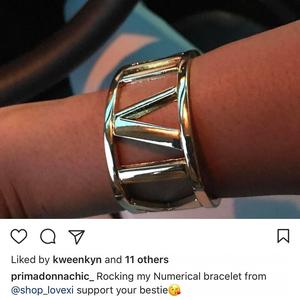 Liked by kweenkyn and 11 others
primadonnachic_ Rocking my Numerical bracelet from
@shop_lovexi support your bestie😘